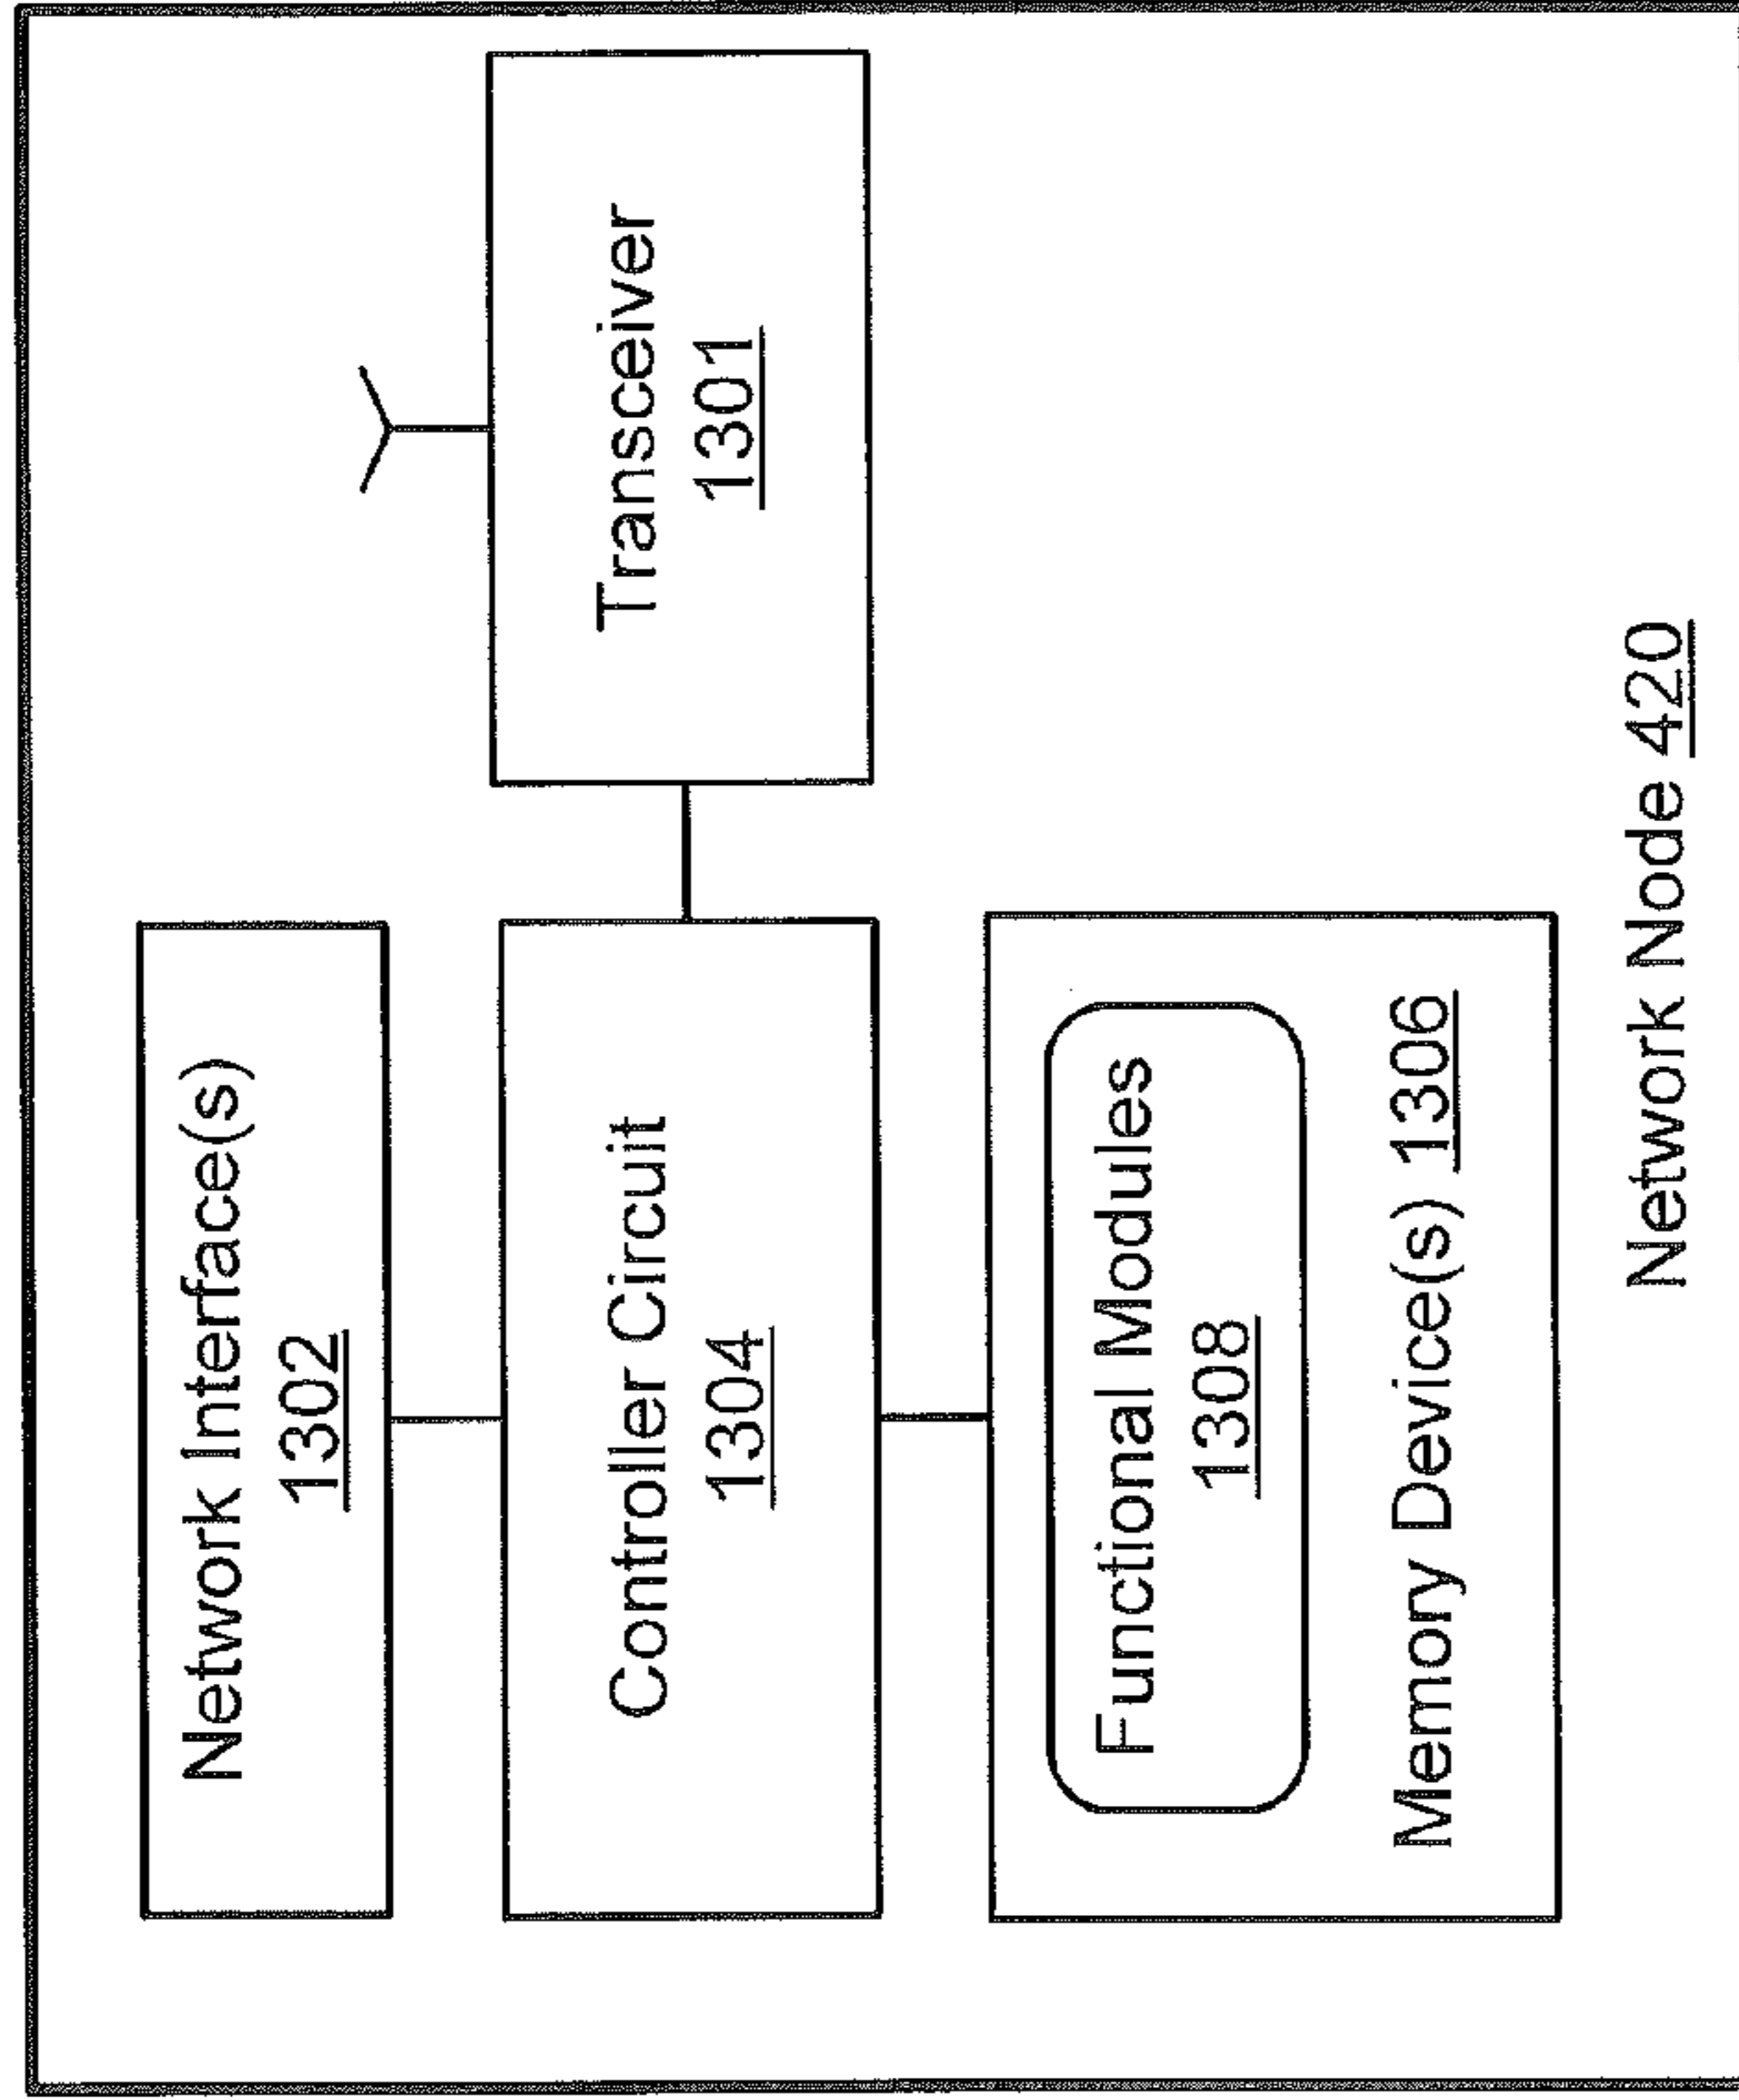 Network Interface(s)
1302
Controller Circuit
1304
Transceiver
1301
Functional Modules
1308
Memory Device(s) 1306
Network Node 420